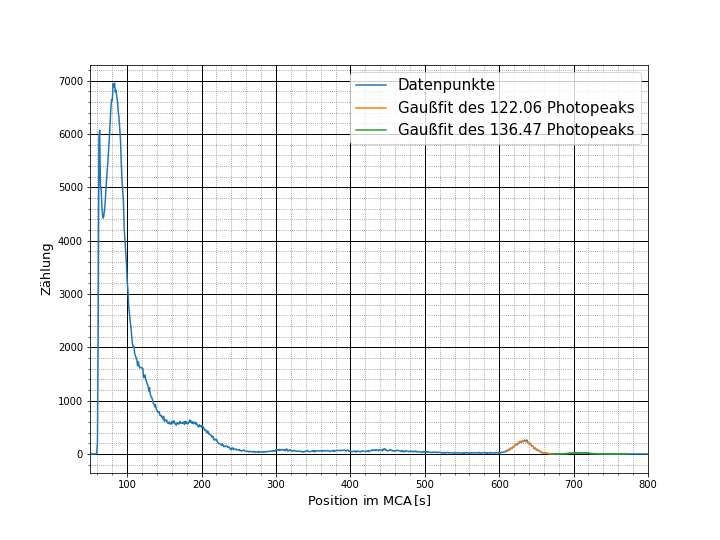 Datenpunkte
Gaußfit des 122.06 Photopeaks
Gaußfit des 136.47 Photopeaks
7000
6000
5000
4000
3000
2000
1000
0
Zählung
100 200 300 400 500 600 700 800
Position im MCA [s]